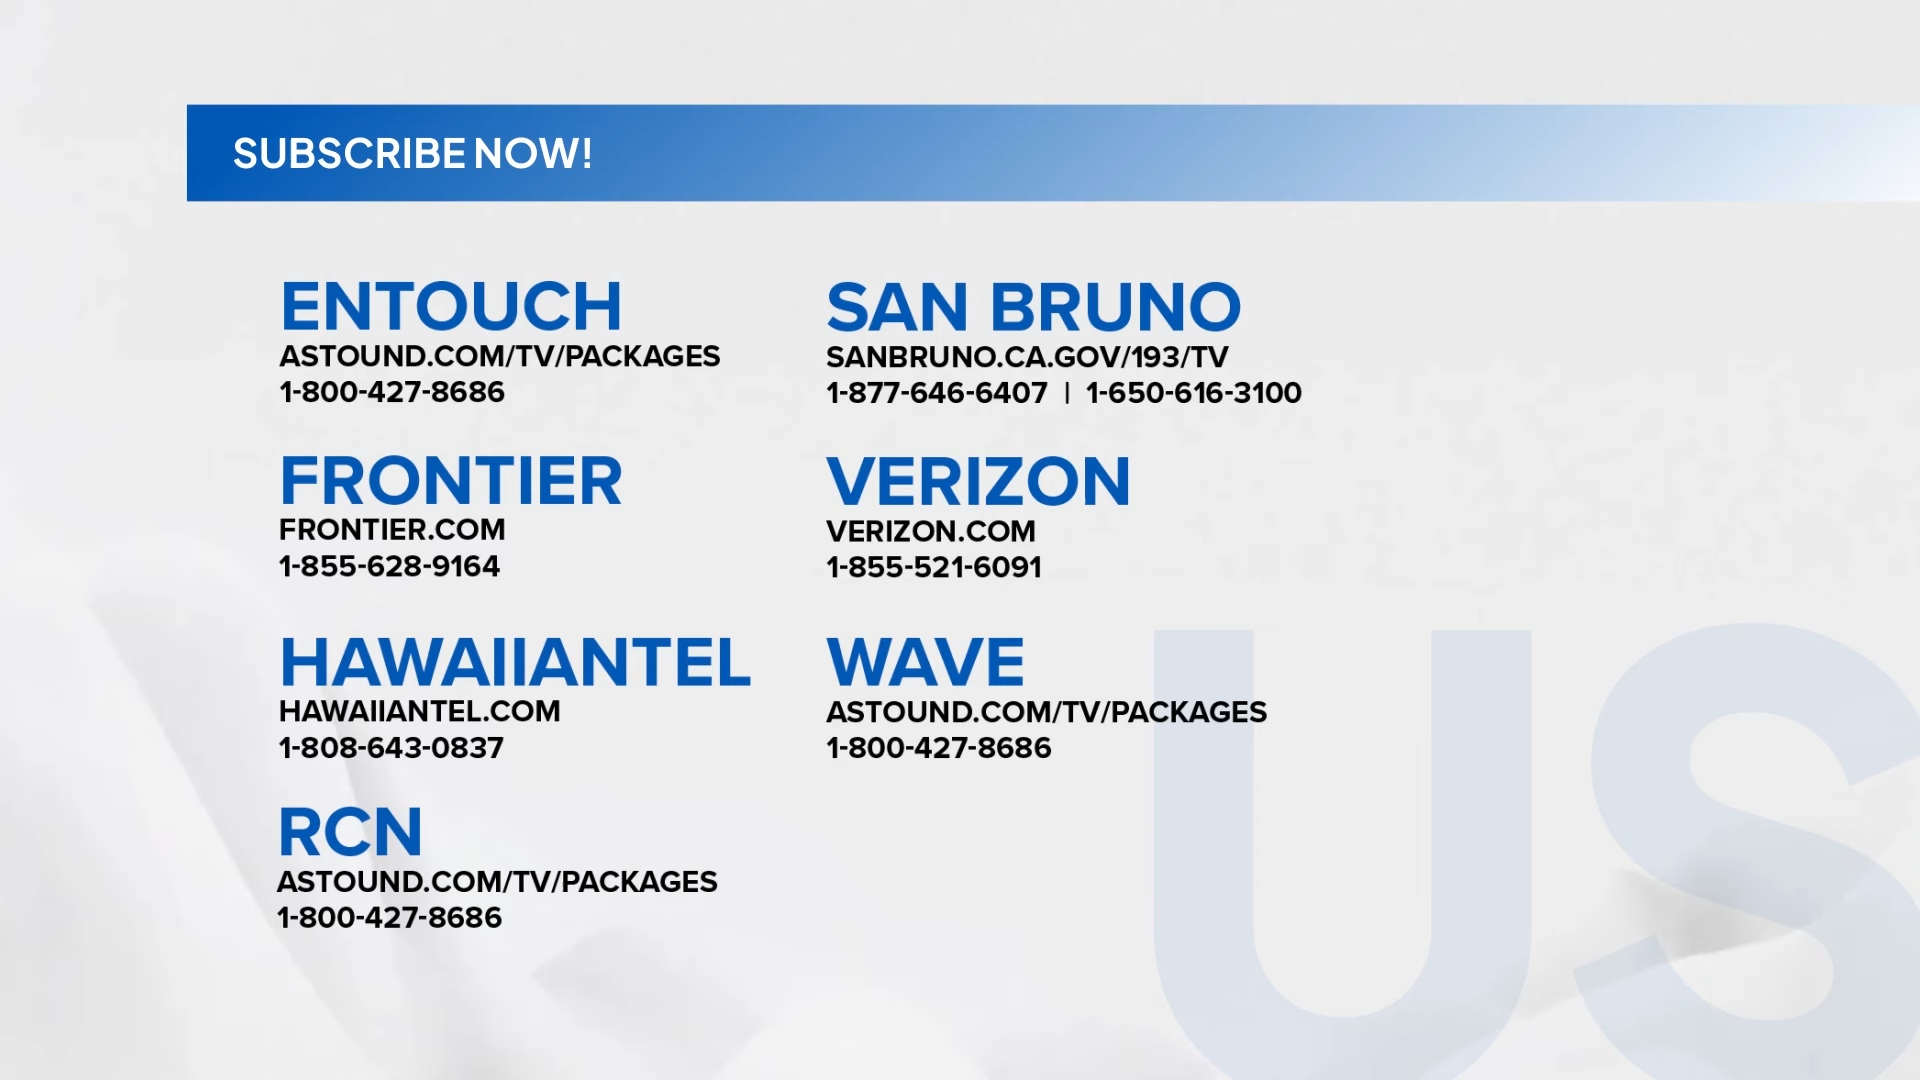 SUBSCRIBE NOW!
ENTOUCH
ASTOUND.COM/TV/PACKAGES
1-800-427-8686
FRONTIER
FRONTIER.COM
1-855-628-9164
HAWAIIANTEL
HAWAIIANTEL.COM
1-808-643-0837
RCN
ASTOUND.COM/TV/PACKAGES
1-800-427-8686
SAN BRUNO
SANBRUNO.CA.GOV/193/TV
1-877-646-6407 | 1-650-616-3100
VERIZON
VERIZON.COM
1-855-521-6091
WAVE
ASTOUND.COM/TV/PACKAGES
1-800-427-8686
US